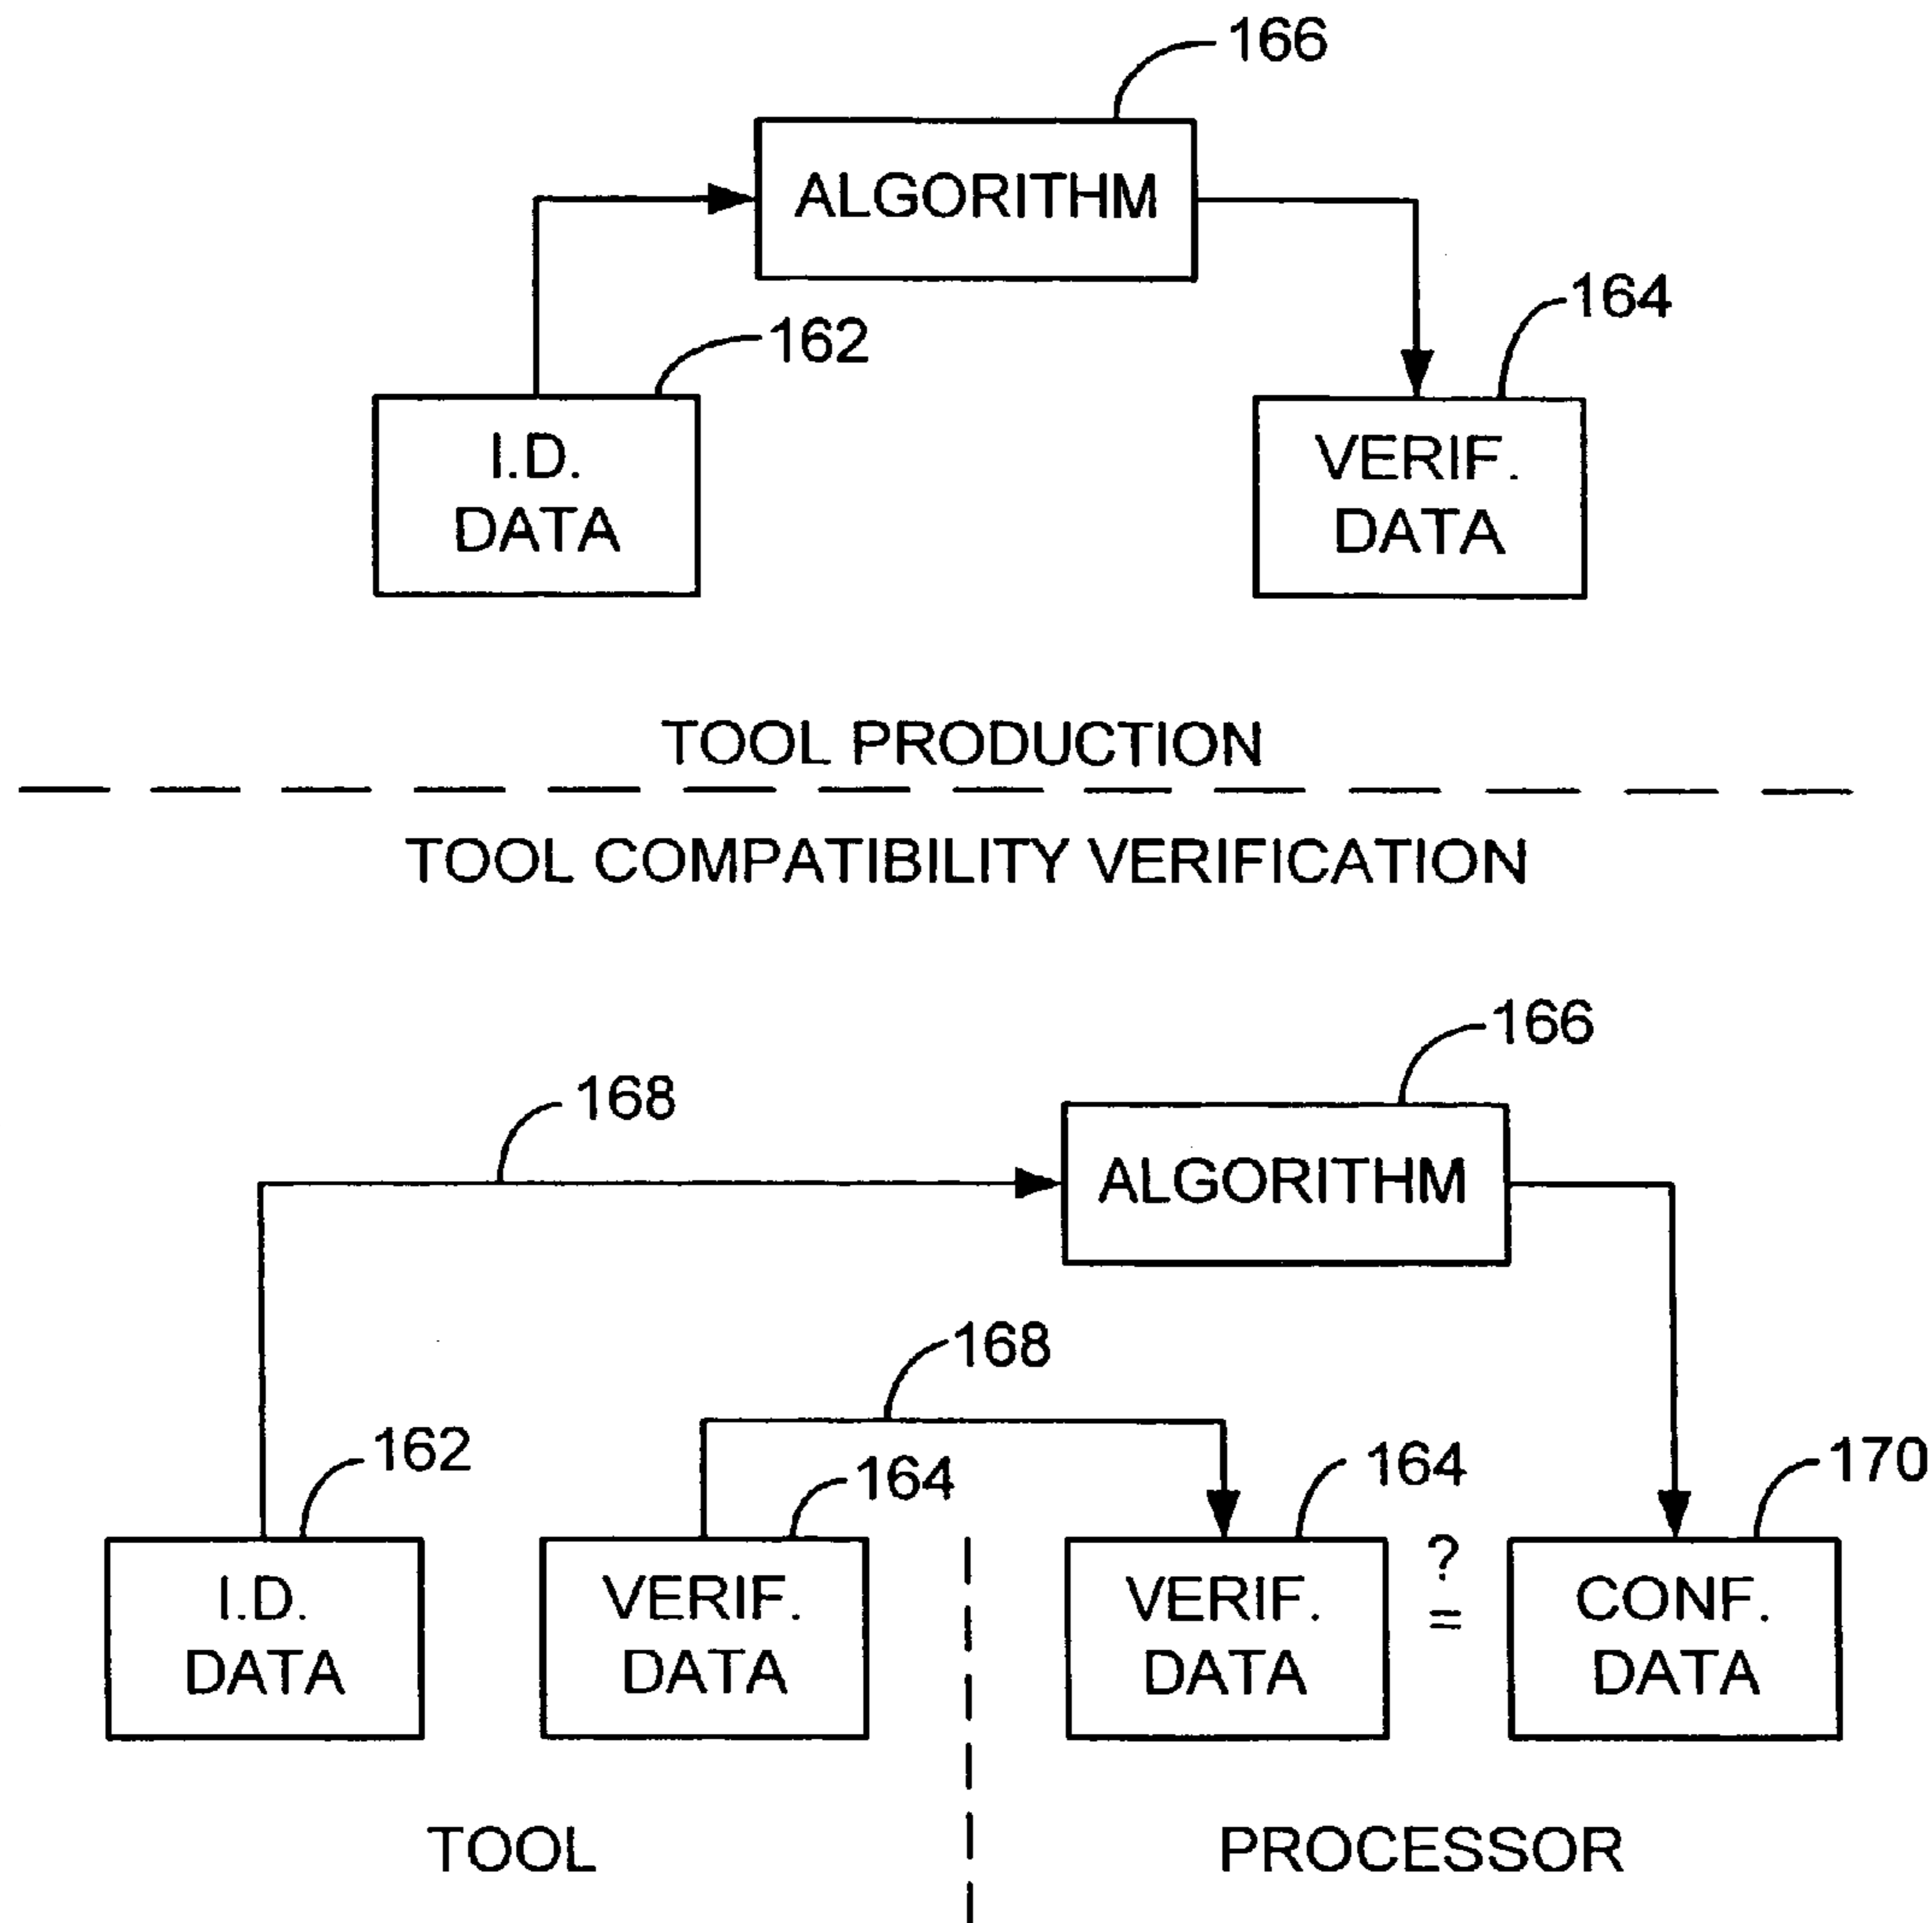 166
ALGORITHM
164
162
I.D.
DATA
VERIF.
DATA
TOOL PRODUCTION
TOOL COMPATIBILITY VERIFICATION
166
168
ALGORITHM
168
162
164
164
170
I.D.
DATA
VERIF.
DATA
VERIF.
DATA
?
=
CONF.
DATA
TOOL
PROCESSOR